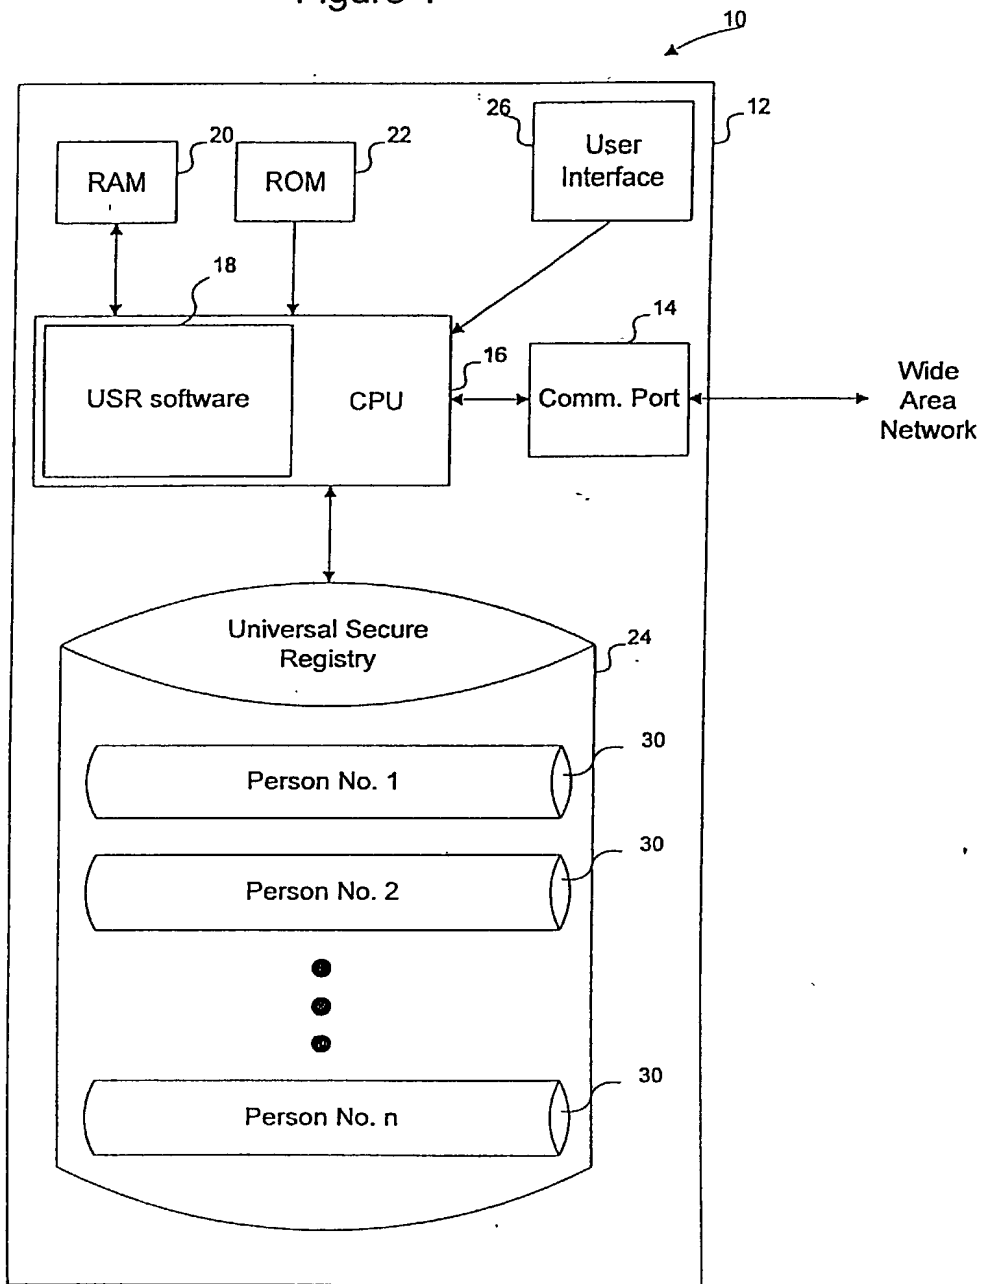 10
26
User
Interface
12
20
RAM
22
ROM
18
14
16
USR software
CPU
Comm. Port
Wide
Area
Network
Universal Secure
Registry
24
30
Person No. 1
30
Person No. 2
30
Person No. n